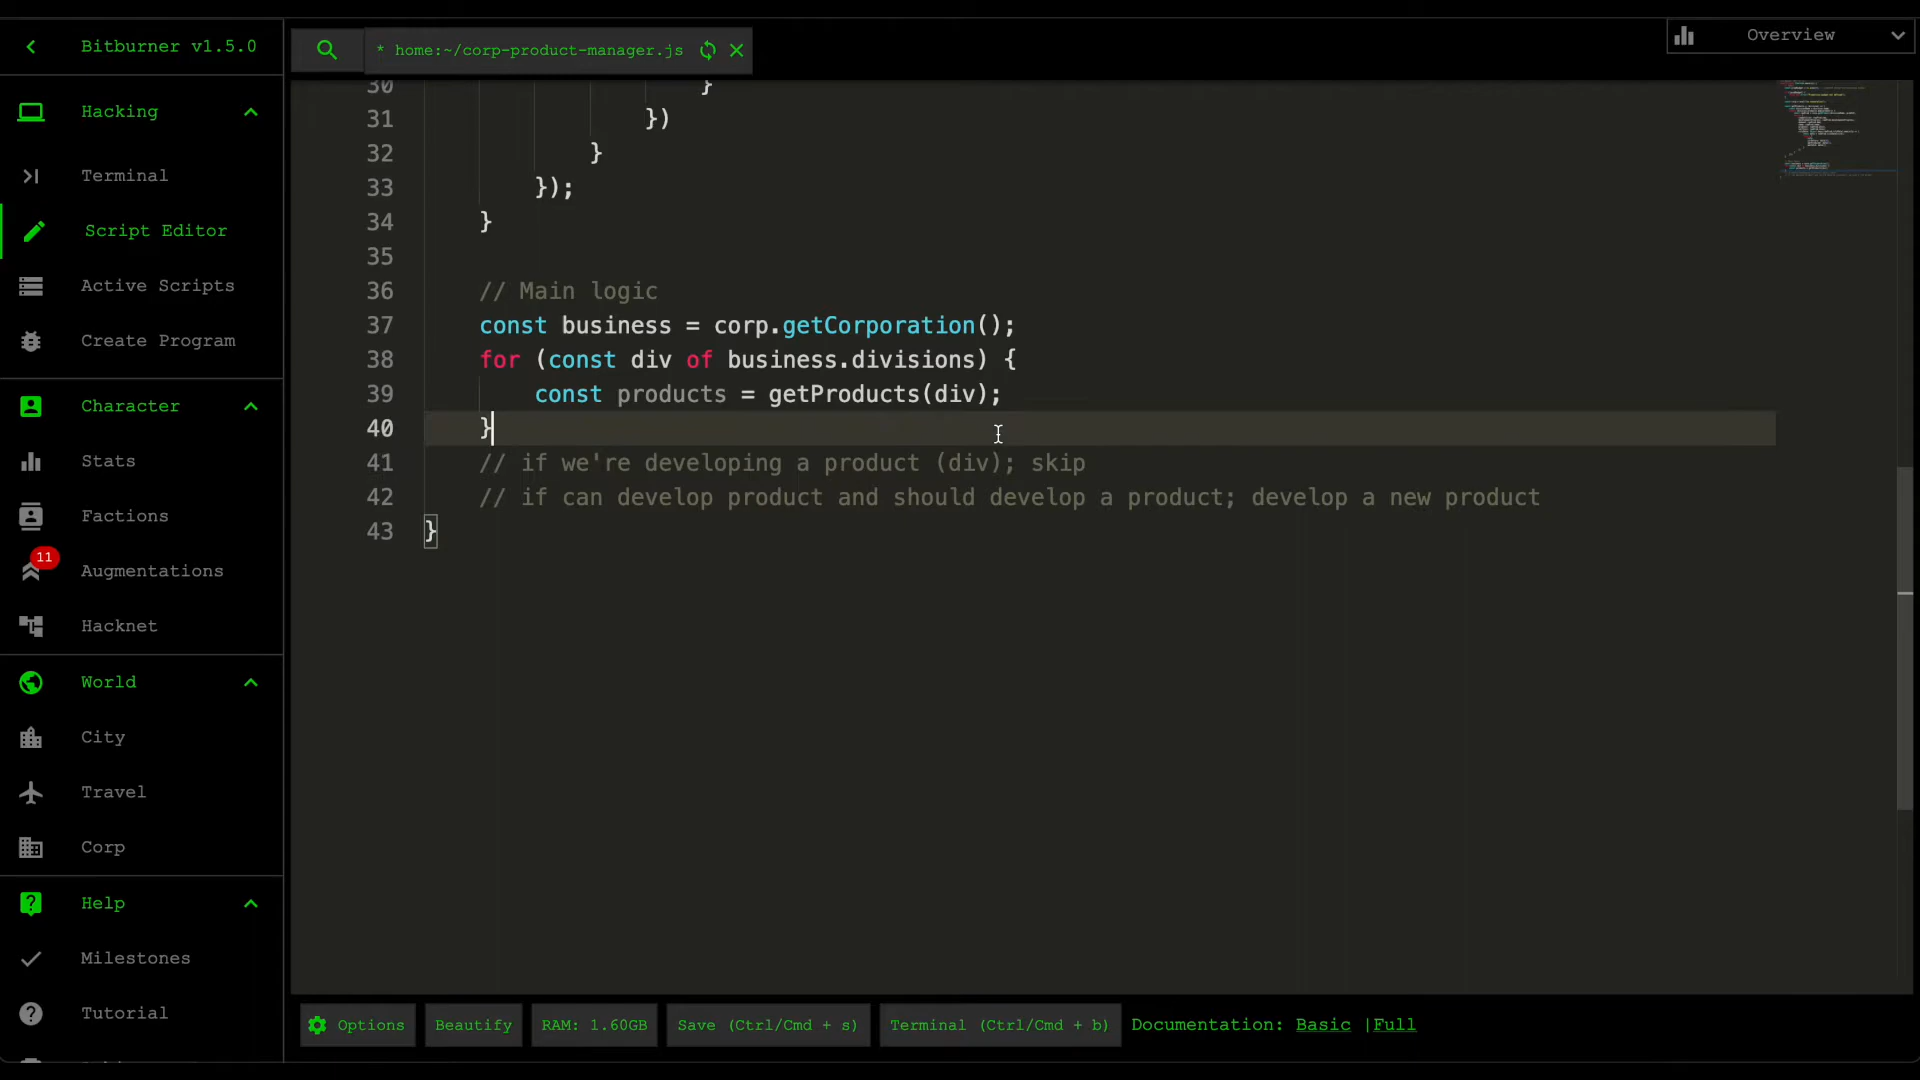 Bitburner v1.5.0
Hacking
Terminal
Script Editor
Active Scripts
Create Program
Character
Stats
Factions
11
Augmentations
Hacknet
World
City
Travel
Corp
Help
Milestones
Tutorial
* home:~/corp-product-manager.js
Overview
30 }
31 })
32 }
33 });
34 }
35
36 // Main logic
37 const business = corp.getCorporation();
38 for (const div of business.divisions) {
39 const products = getProducts(div);
40 }
41 // if we're developing a product (div); skip
42 // if can develop product and should develop a product; develop a new product
43 }
Options
Beautify
RAM: 1.60GB
Save (Ctrl/Cmd + s)
Terminal (Ctrl/Cmd + b)
Documentation: Basic |Full